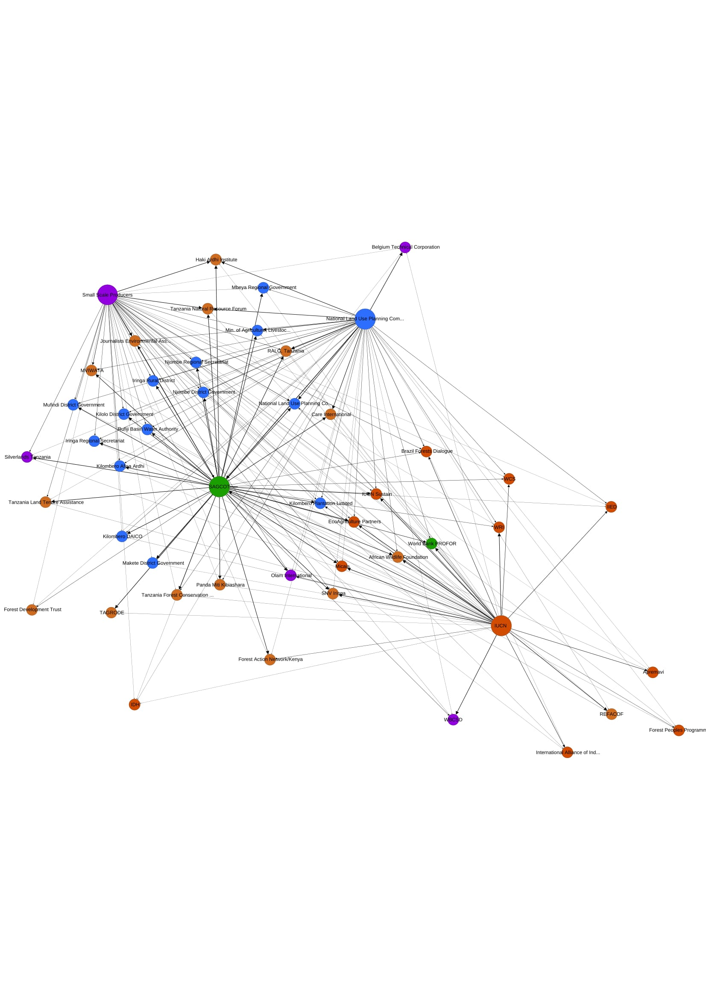 Belgium Technical Corporation
Haki Ardhi Institute
Mbeya Regional Government
Small Scale Producers
Tanzania Natural Resource Forum
National Land Use Planning Com...
Min. of Agriculture, Livestoc...
Journalists Environmental Ass...
RALG, Tanzania
Njombe Regional Secretariat
MVIWATA
Iringa Rural District
Njombe District Government
National Land Use Planning Co...
Mufindi District Government
Kilolo District Government
Care International
Rufiji Basin Water Authority
Iringa Regional Secretariat
Brazil Forests Dialogue
Silverlands Tanzania
Kilombero Afisa Ardhi
WCS
SAGCOT
IUCN Sustain
Tanzania Land Tenure Assistance
Kilombero Plantation Limited
IIED
EcoAgriculture Partners
WRI
Kilombero DAICO
World Bank PROFOR
African Wildlife Foundation
Makete District Government
Micaia
Olam International
Panda Miti Kibiashara
SNV Iringa
Tanzania Forest Conservation ...
Forest Development Trust
TAGRODE
IUCN
Forest Action Network/Kenya
Apremavi
IDH
REFACOF
WBCSD
Forest Peoples Programm
International Alliance of Ind...